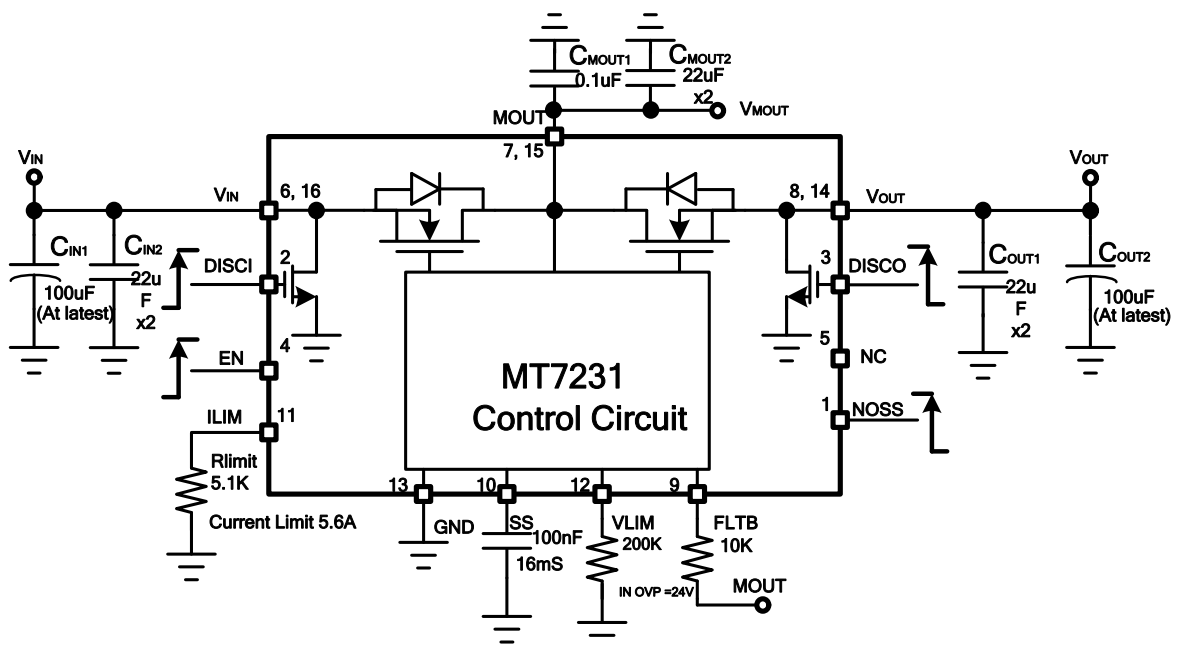 CMOUT1
0.1uF
CMOUT2
22uF
x2
MOUT
VMOUT
7, 15
VIN
VIN
6, 16
8, 14
VOUT
VOUT
CIN1
100uF
(At latest)
CIN2
22u
F
x2
DISCI
2
3
DISCO
COUT1
22u
F
x2
COUT2
100uF
(At latest)
EN
4
5
NC
ILIM
11
1
NOSS
MT7231
Control Circuit
Rlimit
5.1K
Current Limit 5.6A
13
10
12
9
GND
SS
100nF
16mS
VLIM
200K
IN OVP =24V
FLTB
10K
MOUT